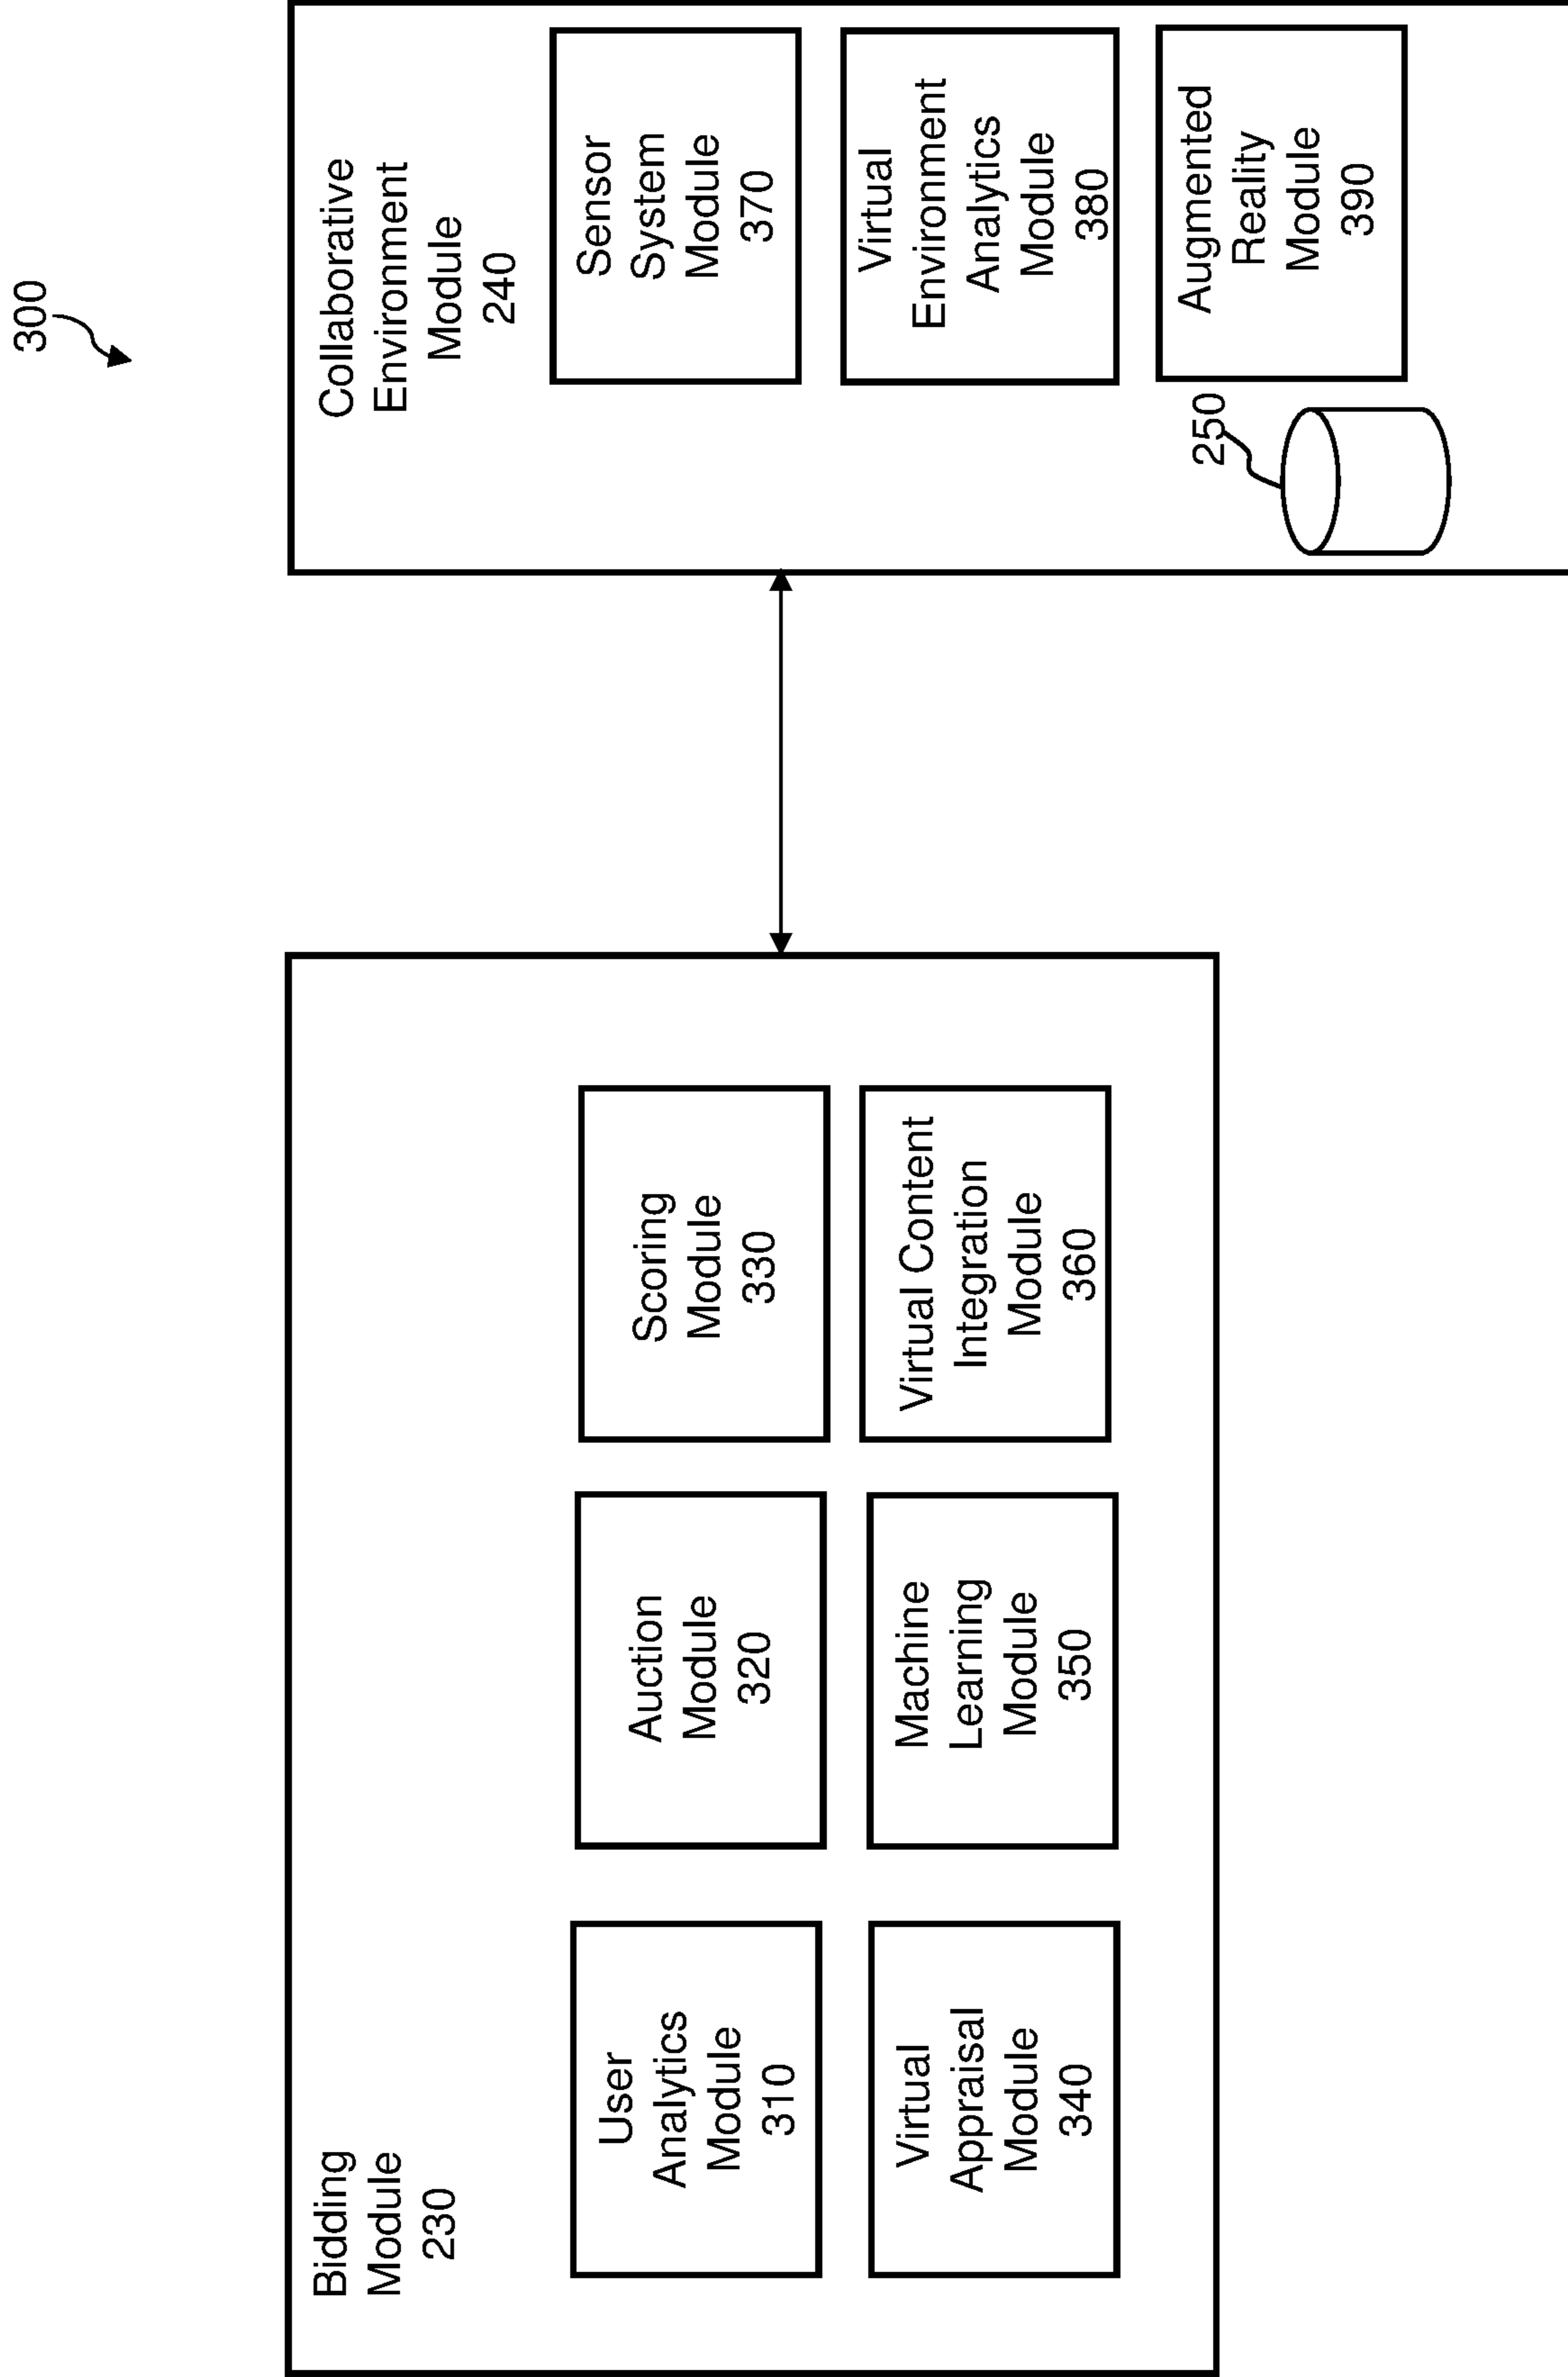 300
Bidding
Module
230
User
Analytics
Module
310
Auction
Module
320
Scoring
Module
330
Virtual
Appraisal
Module
340
Machine
Learning
Module
350
Virtual Content
Integration
Module
360
Collaborative
Environment
Module
240
Sensor
System
Module
370
Virtual
Environment
Analytics
Module
380
Augmented
Reality
Module
390
250